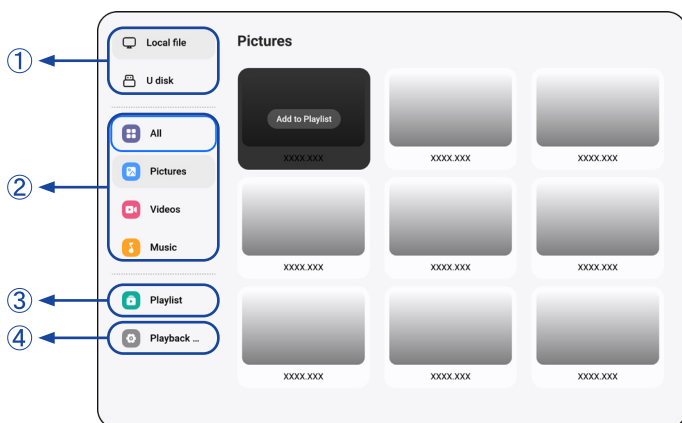 ① Local file
U disk
② All
Pictures
Videos
Music
③ Playlist
④ Playback ...
Pictures
Add to Playlist
XXXX.XXX
XXXX.XXX
XXXX.XXX
XXXX.XXX
XXXX.XXX
XXXX.XXX
XXXX.XXX
XXXX.XXX
XXXX.XXX